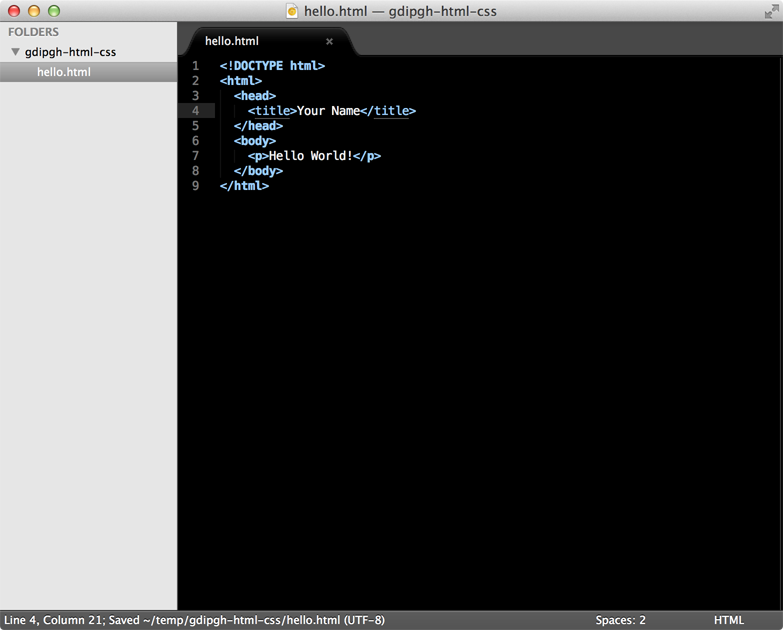 hello.html — gdipgh-html-css
FOLDERS
gdipgh-html-css
hello.html
hello.html ×
1 <!DOCTYPE html>
2 <html>
3   <head>
4     <title>Your Name</title>
5   </head>
6   <body>
7     <p>Hello World!</p>
8   </body>
9 </html>
Line 4, Column 21; Saved ~/temp/gdipgh-html-css/hello.html (UTF-8) Spaces: 2 HTML